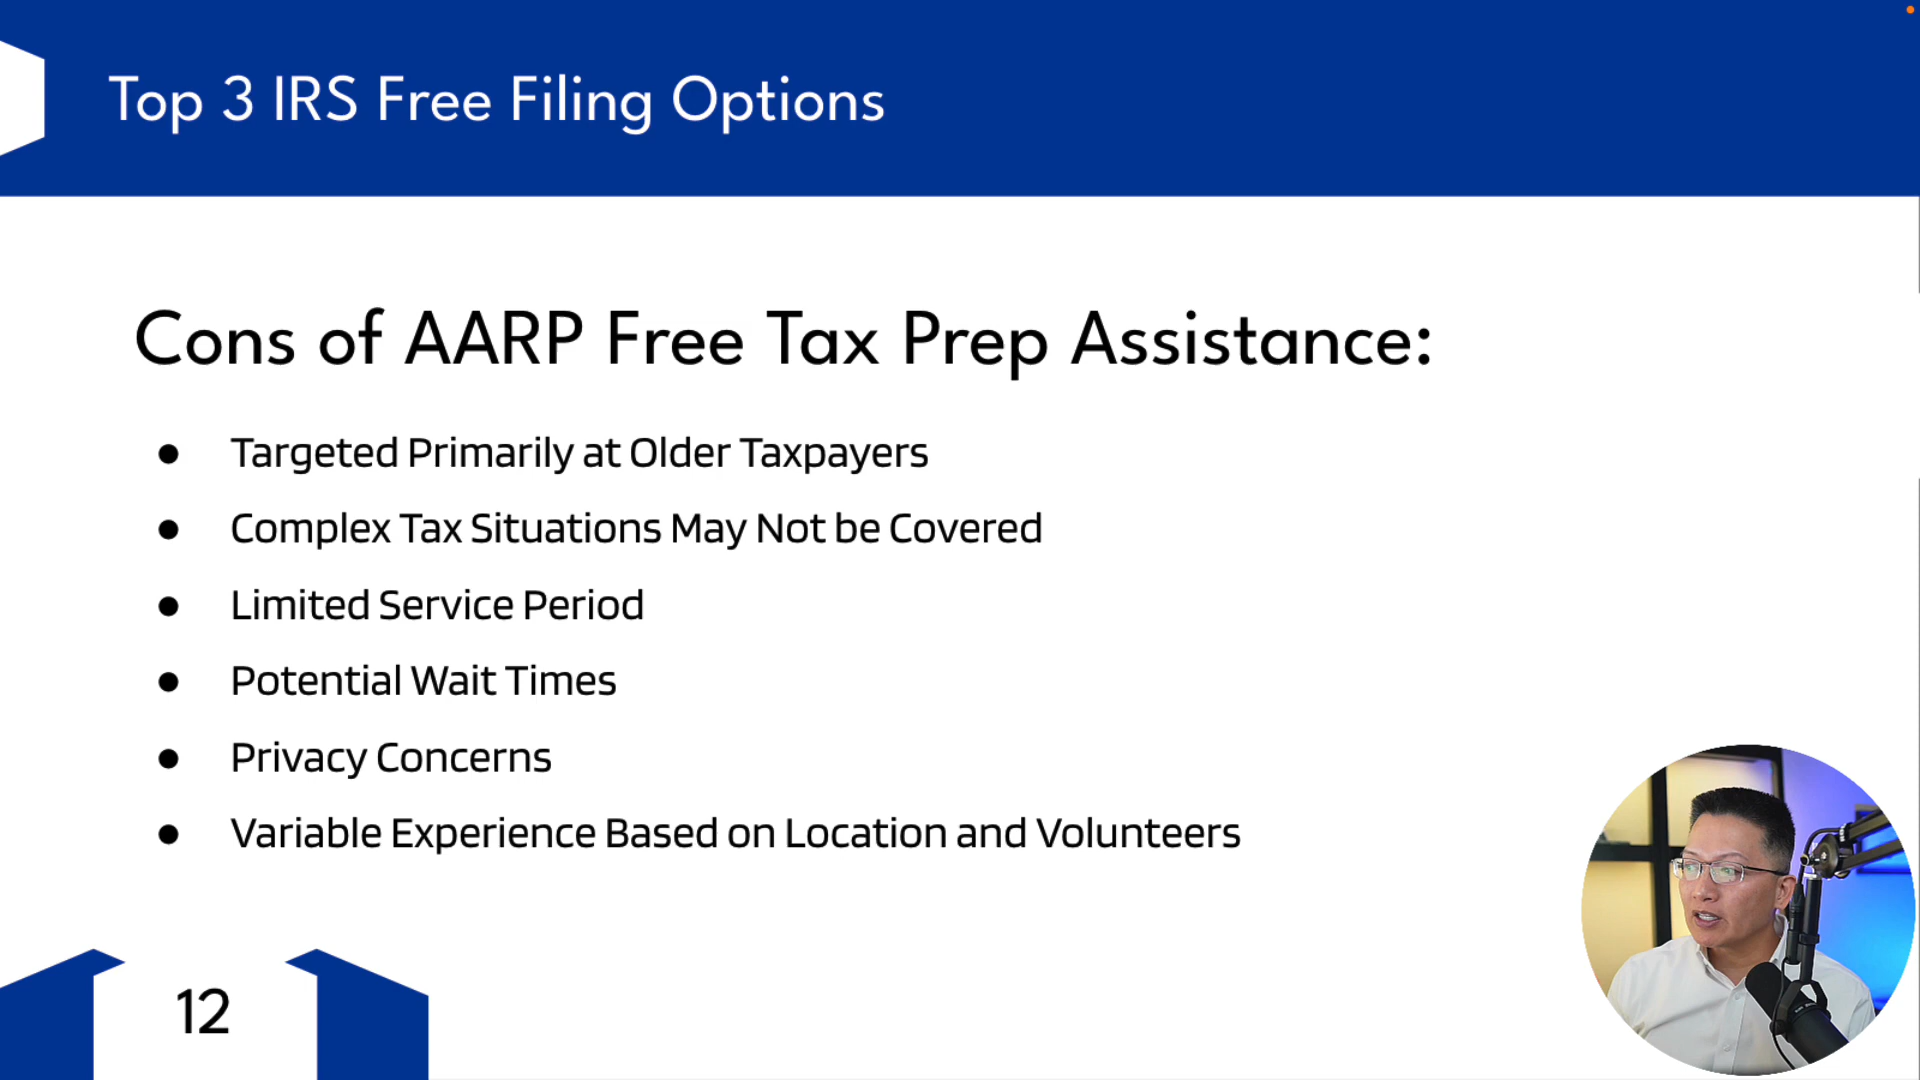 Top 3 IRS Free Filing Options
Cons of AARP Free Tax Prep Assistance:
● Targeted Primarily at Older Taxpayers
● Complex Tax Situations May Not be Covered
● Limited Service Period
● Potential Wait Times
● Privacy Concerns
● Variable Experience Based on Location and Volunteers
12